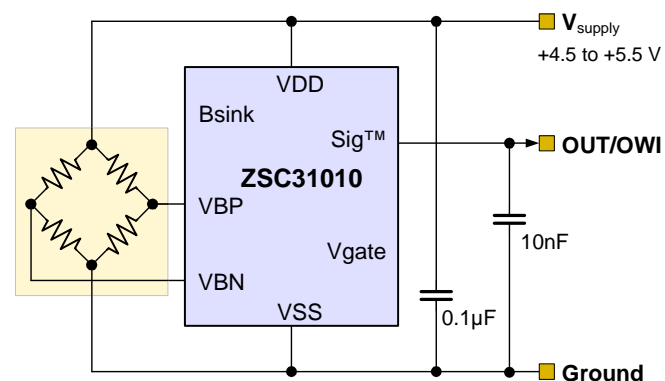 V supply
+4.5 to +5.5 V
VDD
Bsink
Sig™
OUT/OWI
ZSC31010
VBP
10nF
Vgate
VBN
0.1µF
VSS
Ground